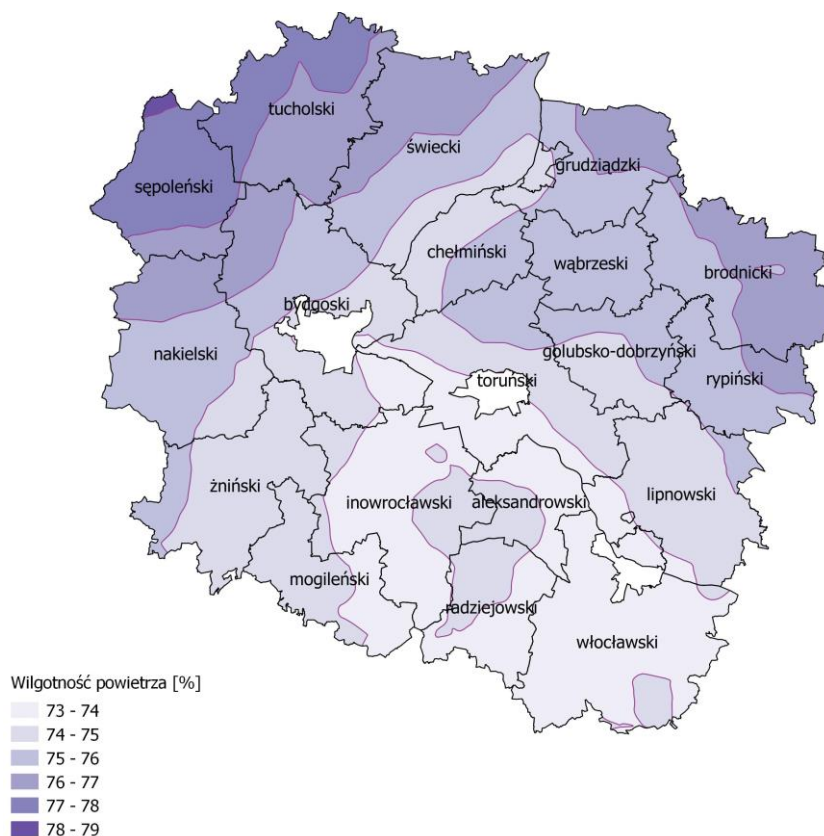 tucholski
świecki
sępoleński
grudziądzki
chełmiński
wąbrzeski
brodnicki
bydgoski
nakielski
golubsko-dobrzyński
toruński
rypiński
żniński
inowrocławski
aleksandrowski
lipnowski
mogileński
radziejowski
włocławski
Wilgotność powietrza [%]
73 - 74
74 - 75
75 - 76
76 - 77
77 - 78
78 - 79